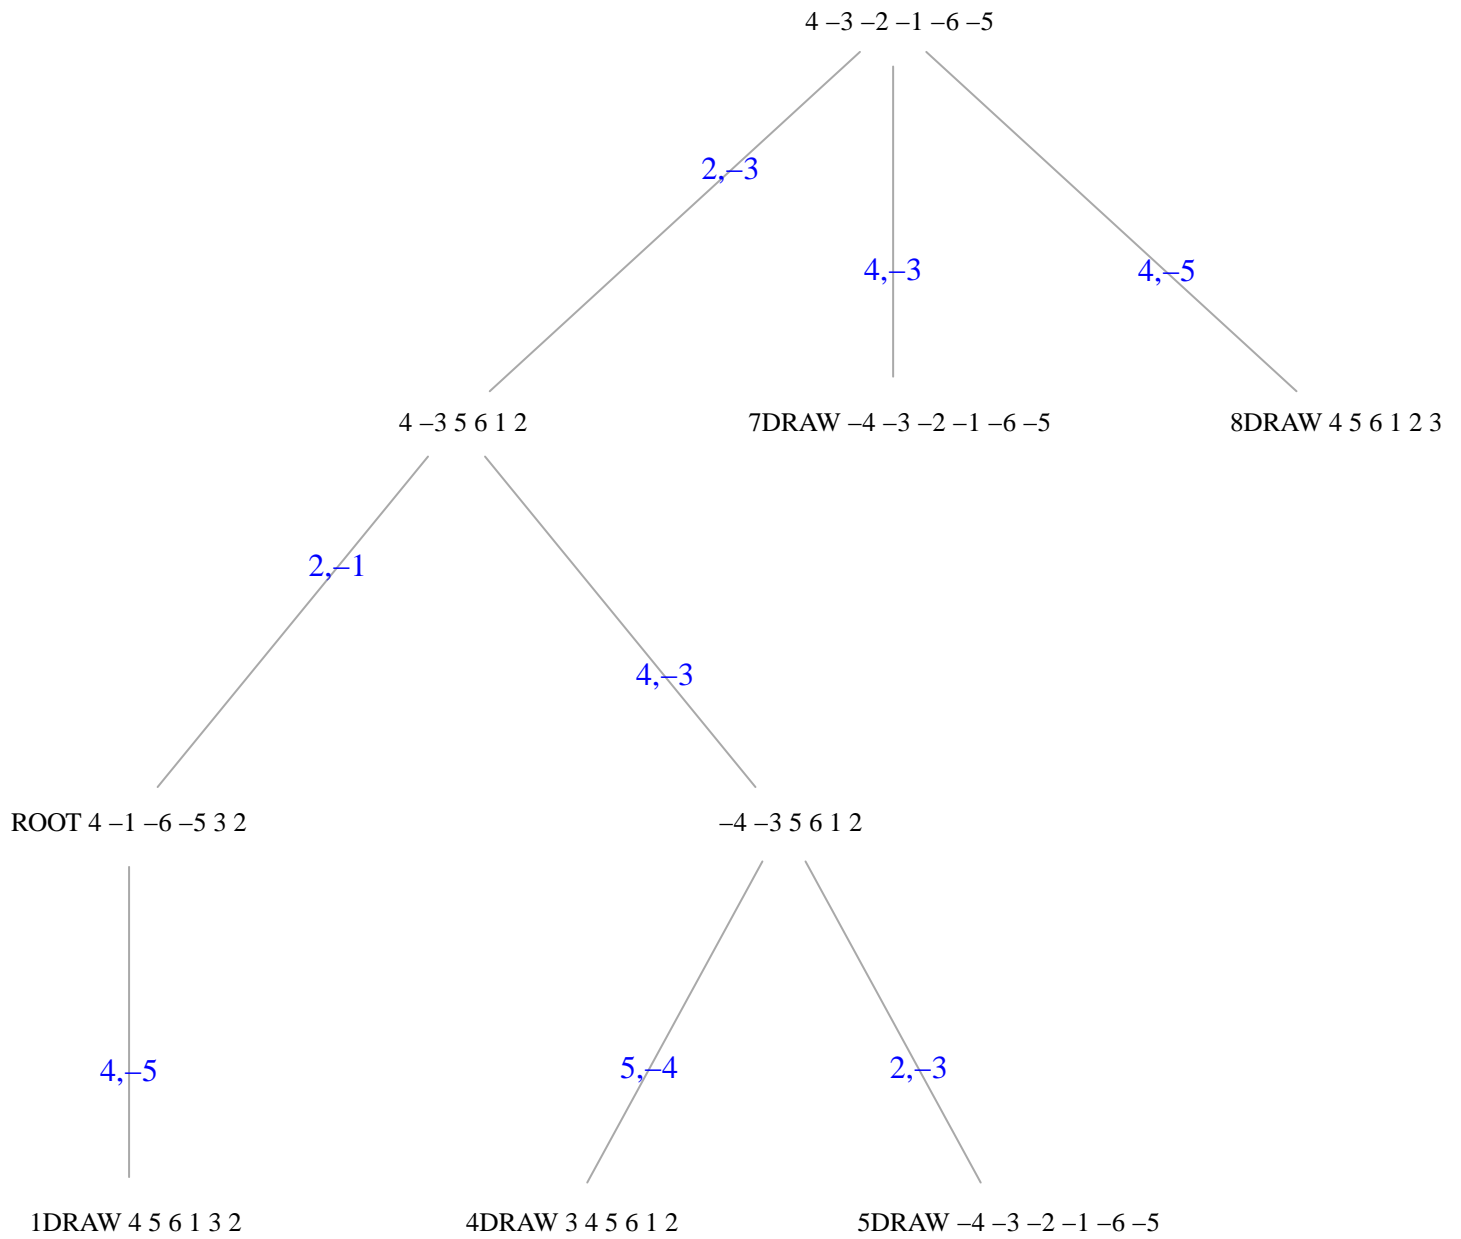 4 –3 –2 –1 –6 –5
2,–3
4,–3
4,–5
4 –3 5 6 1 2
7DRAW –4 –3 –2 –1 –6 –5
8DRAW 4 5 6 1 2 3
2,–1
4,–3
ROOT 4 –1 –6 –5 3 2
–4 –3 5 6 1 2
4,–5
5,–4
2,–3
1DRAW 4 5 6 1 3 2
4DRAW 3 4 5 6 1 2
5DRAW –4 –3 –2 –1 –6 –5